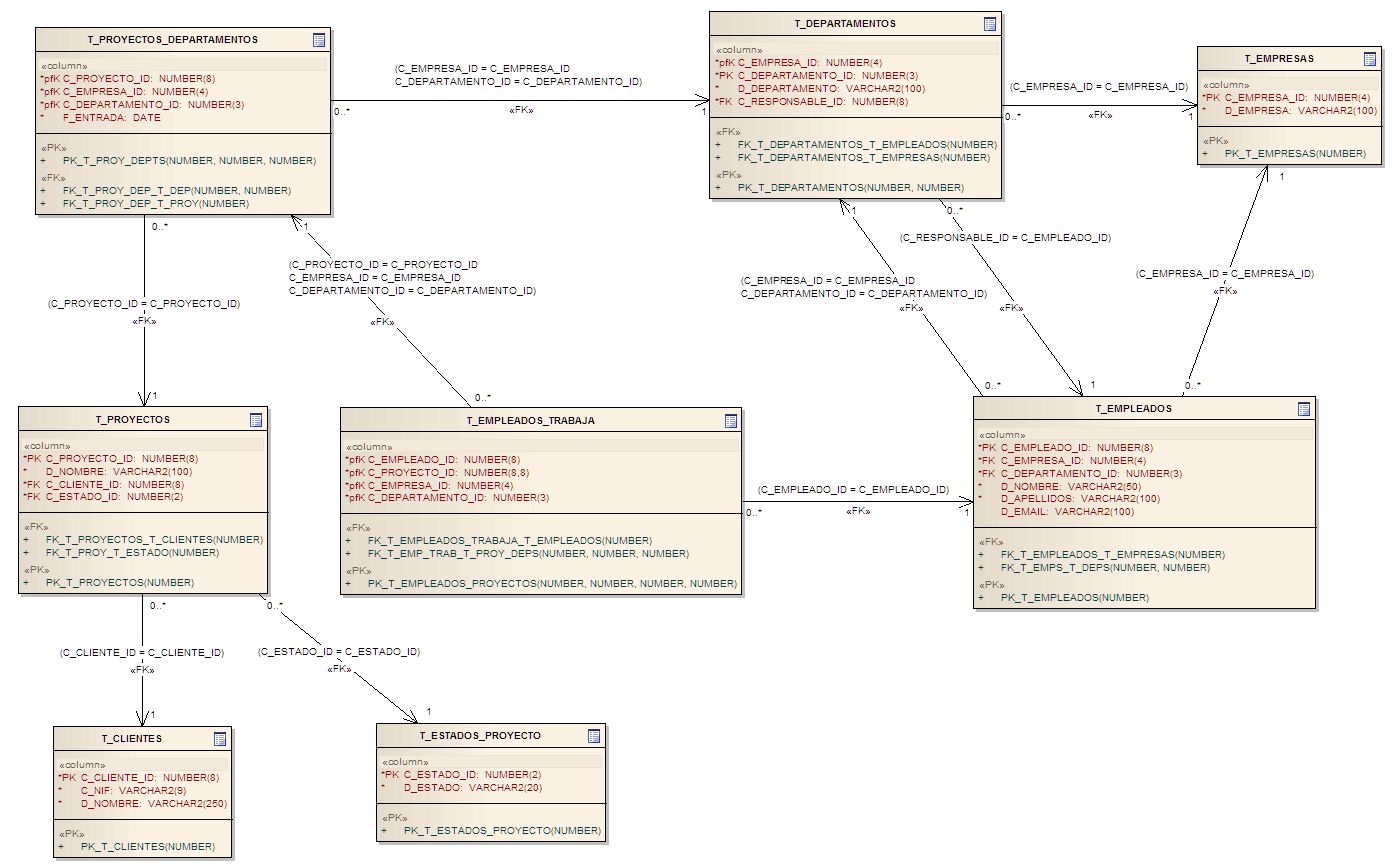 T_PROYECTOS_DEPARTAMENTOS
«column»
*pfK C_PROYECTO_ID: NUMBER(8)
*pfK C_EMPRESA_ID: NUMBER(4)
*pfK C_DEPARTAMENTO_ID: NUMBER(3)
* F_ENTRADA: DATE
«PK»
+ PK_T_PROY_DEPTS(NUMBER, NUMBER, NUMBER)
«FK»
+ FK_T_PROY_DEP_T_DEP(NUMBER, NUMBER)
+ FK_T_PROY_DEP_T_PROY(NUMBER)
(C_EMPRESA_ID = C_EMPRESA_ID
C_DEPARTAMENTO_ID = C_DEPARTAMENTO_ID)
0..*
«FK»
1
T_DEPARTAMENTOS
«column»
*pfK C_EMPRESA_ID: NUMBER(4)
*PK C_DEPARTAMENTO_ID: NUMBER(3)
* D_DEPARTAMENTO: VARCHAR2(100)
*FK C_RESPONSABLE_ID: NUMBER(8)
«FK»
+ FK_T_DEPARTAMENTOS_T_EMPLEADOS(NUMBER)
+ FK_T_DEPARTAMENTOS_T_EMPRESAS(NUMBER)
«PK»
+ PK_T_DEPARTAMENTOS(NUMBER, NUMBER)
(C_EMPRESA_ID = C_EMPRESA_ID)
0..*
«FK»
1
T_EMPRESAS
«column»
*PK C_EMPRESA_ID: NUMBER(4)
* D_EMPRESA: VARCHAR2(100)
«PK»
+ PK_T_EMPRESAS(NUMBER)
0..*
(C_PROYECTO_ID = C_PROYECTO_ID)
«FK»
1
1
(C_PROYECTO_ID = C_PROYECTO_ID
C_EMPRESA_ID = C_EMPRESA_ID
C_DEPARTAMENTO_ID = C_DEPARTAMENTO_ID)
«FK»
0..*
1
(C_EMPRESA_ID = C_EMPRESA_ID
C_DEPARTAMENTO_ID = C_DEPARTAMENTO_ID)
«FK»
0..*
0..*
(C_RESPONSABLE_ID = C_EMPLEADO_ID)
«FK»
1
1
(C_EMPRESA_ID = C_EMPRESA_ID)
«FK»
0..*
T_PROYECTOS
«column»
*PK C_PROYECTO_ID: NUMBER(8)
* D_NOMBRE: VARCHAR2(100)
*FK C_CLIENTE_ID: NUMBER(8)
*FK C_ESTADO_ID: NUMBER(2)
«FK»
+ FK_T_PROYECTOS_T_CLIENTES(NUMBER)
+ FK_T_PROY_T_ESTADO(NUMBER)
«PK»
+ PK_T_PROYECTOS(NUMBER)
T_EMPLEADOS_TRABAJA
«column»
*pfK C_EMPLEADO_ID: NUMBER(8)
*pfK C_PROYECTO_ID: NUMBER(8,8)
*pfK C_EMPRESA_ID: NUMBER(4)
*pfK C_DEPARTAMENTO_ID: NUMBER(3)
«FK»
+ FK_T_EMPLEADOS_TRABAJA_T_EMPLEADOS(NUMBER)
+ FK_T_EMP_TRAB_T_PROY_DEPS(NUMBER, NUMBER, NUMBER)
«PK»
+ PK_T_EMPLEADOS_PROYECTOS(NUMBER, NUMBER, NUMBER, NUMBER)
(C_EMPLEADO_ID = C_EMPLEADO_ID)
0..*
«FK»
1
T_EMPLEADOS
«column»
*PK C_EMPLEADO_ID: NUMBER(8)
*FK C_EMPRESA_ID: NUMBER(4)
*FK C_DEPARTAMENTO_ID: NUMBER(3)
* D_NOMBRE: VARCHAR2(50)
* D_APELLIDOS: VARCHAR2(100)
D_EMAIL: VARCHAR2(100)
«FK»
+ FK_T_EMPLEADOS_T_EMPRESAS(NUMBER)
+ FK_T_EMPS_T_DEPS(NUMBER, NUMBER)
«PK»
+ PK_T_EMPLEADOS(NUMBER)
0..*
(C_CLIENTE_ID = C_CLIENTE_ID)
«FK»
1
0..*
(C_ESTADO_ID = C_ESTADO_ID)
«FK»
1
T_CLIENTES
«column»
*PK C_CLIENTE_ID: NUMBER(8)
* C_NIF: VARCHAR2(9)
* D_NOMBRE: VARCHAR2(250)
«PK»
+ PK_T_CLIENTES(NUMBER)
T_ESTADOS_PROYECTO
«column»
*PK C_ESTADO_ID: NUMBER(2)
* D_ESTADO: VARCHAR2(20)
«PK»
+ PK_T_ESTADOS_PROYECTO(NUMBER)